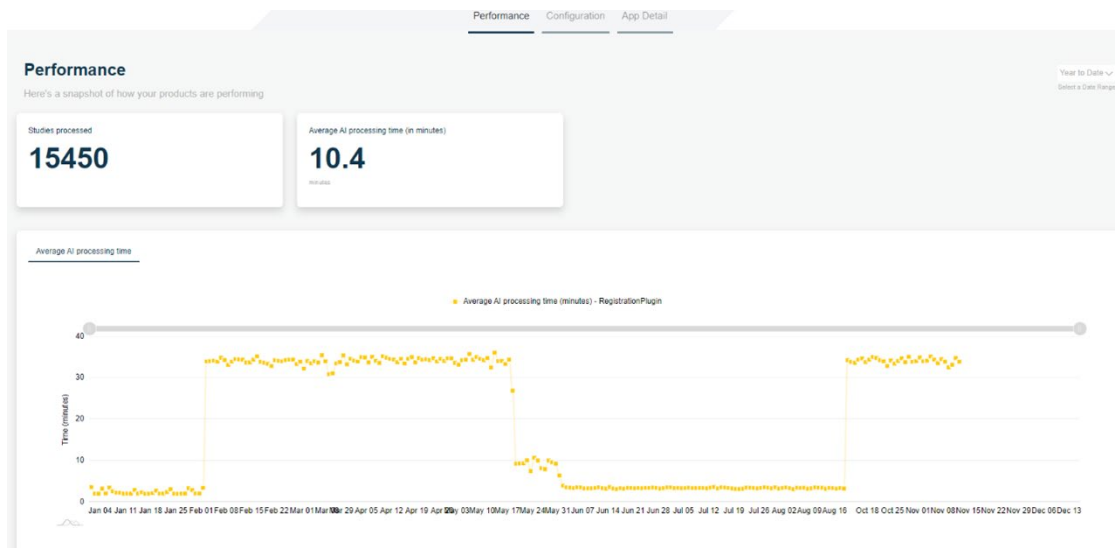 Performance Configuration App Detail
Performance
Here's a snapshot of how your products are performing
Year to Date
Select a Date Range
Studies processed
15450
Average AI processing time (in minutes)
10.4
Minutes
Average AI processing time
Average AI processing time (minutes) - RegistrationPlugin
40
30
20
10
0
Time (minutes)
Jan 04 Jan 11 Jan 18 Jan 25 Feb 01 Feb 08 Feb 15 Feb 22 Mar 01 Mar 29 Apr 05 Apr 12 Apr 19 May 03 May 10 May 17 May 24 May 31 Jun 07 Jun 14 Jun 21 Jun 28 Jul 05 Jul 12 Jul 19 Jul 26 Aug 02 Aug 09 Aug 16 Oct 18 Oct 25 Nov 01 Nov 08 Nov 15 Nov 22 Nov 29 Dec 06 Dec 13